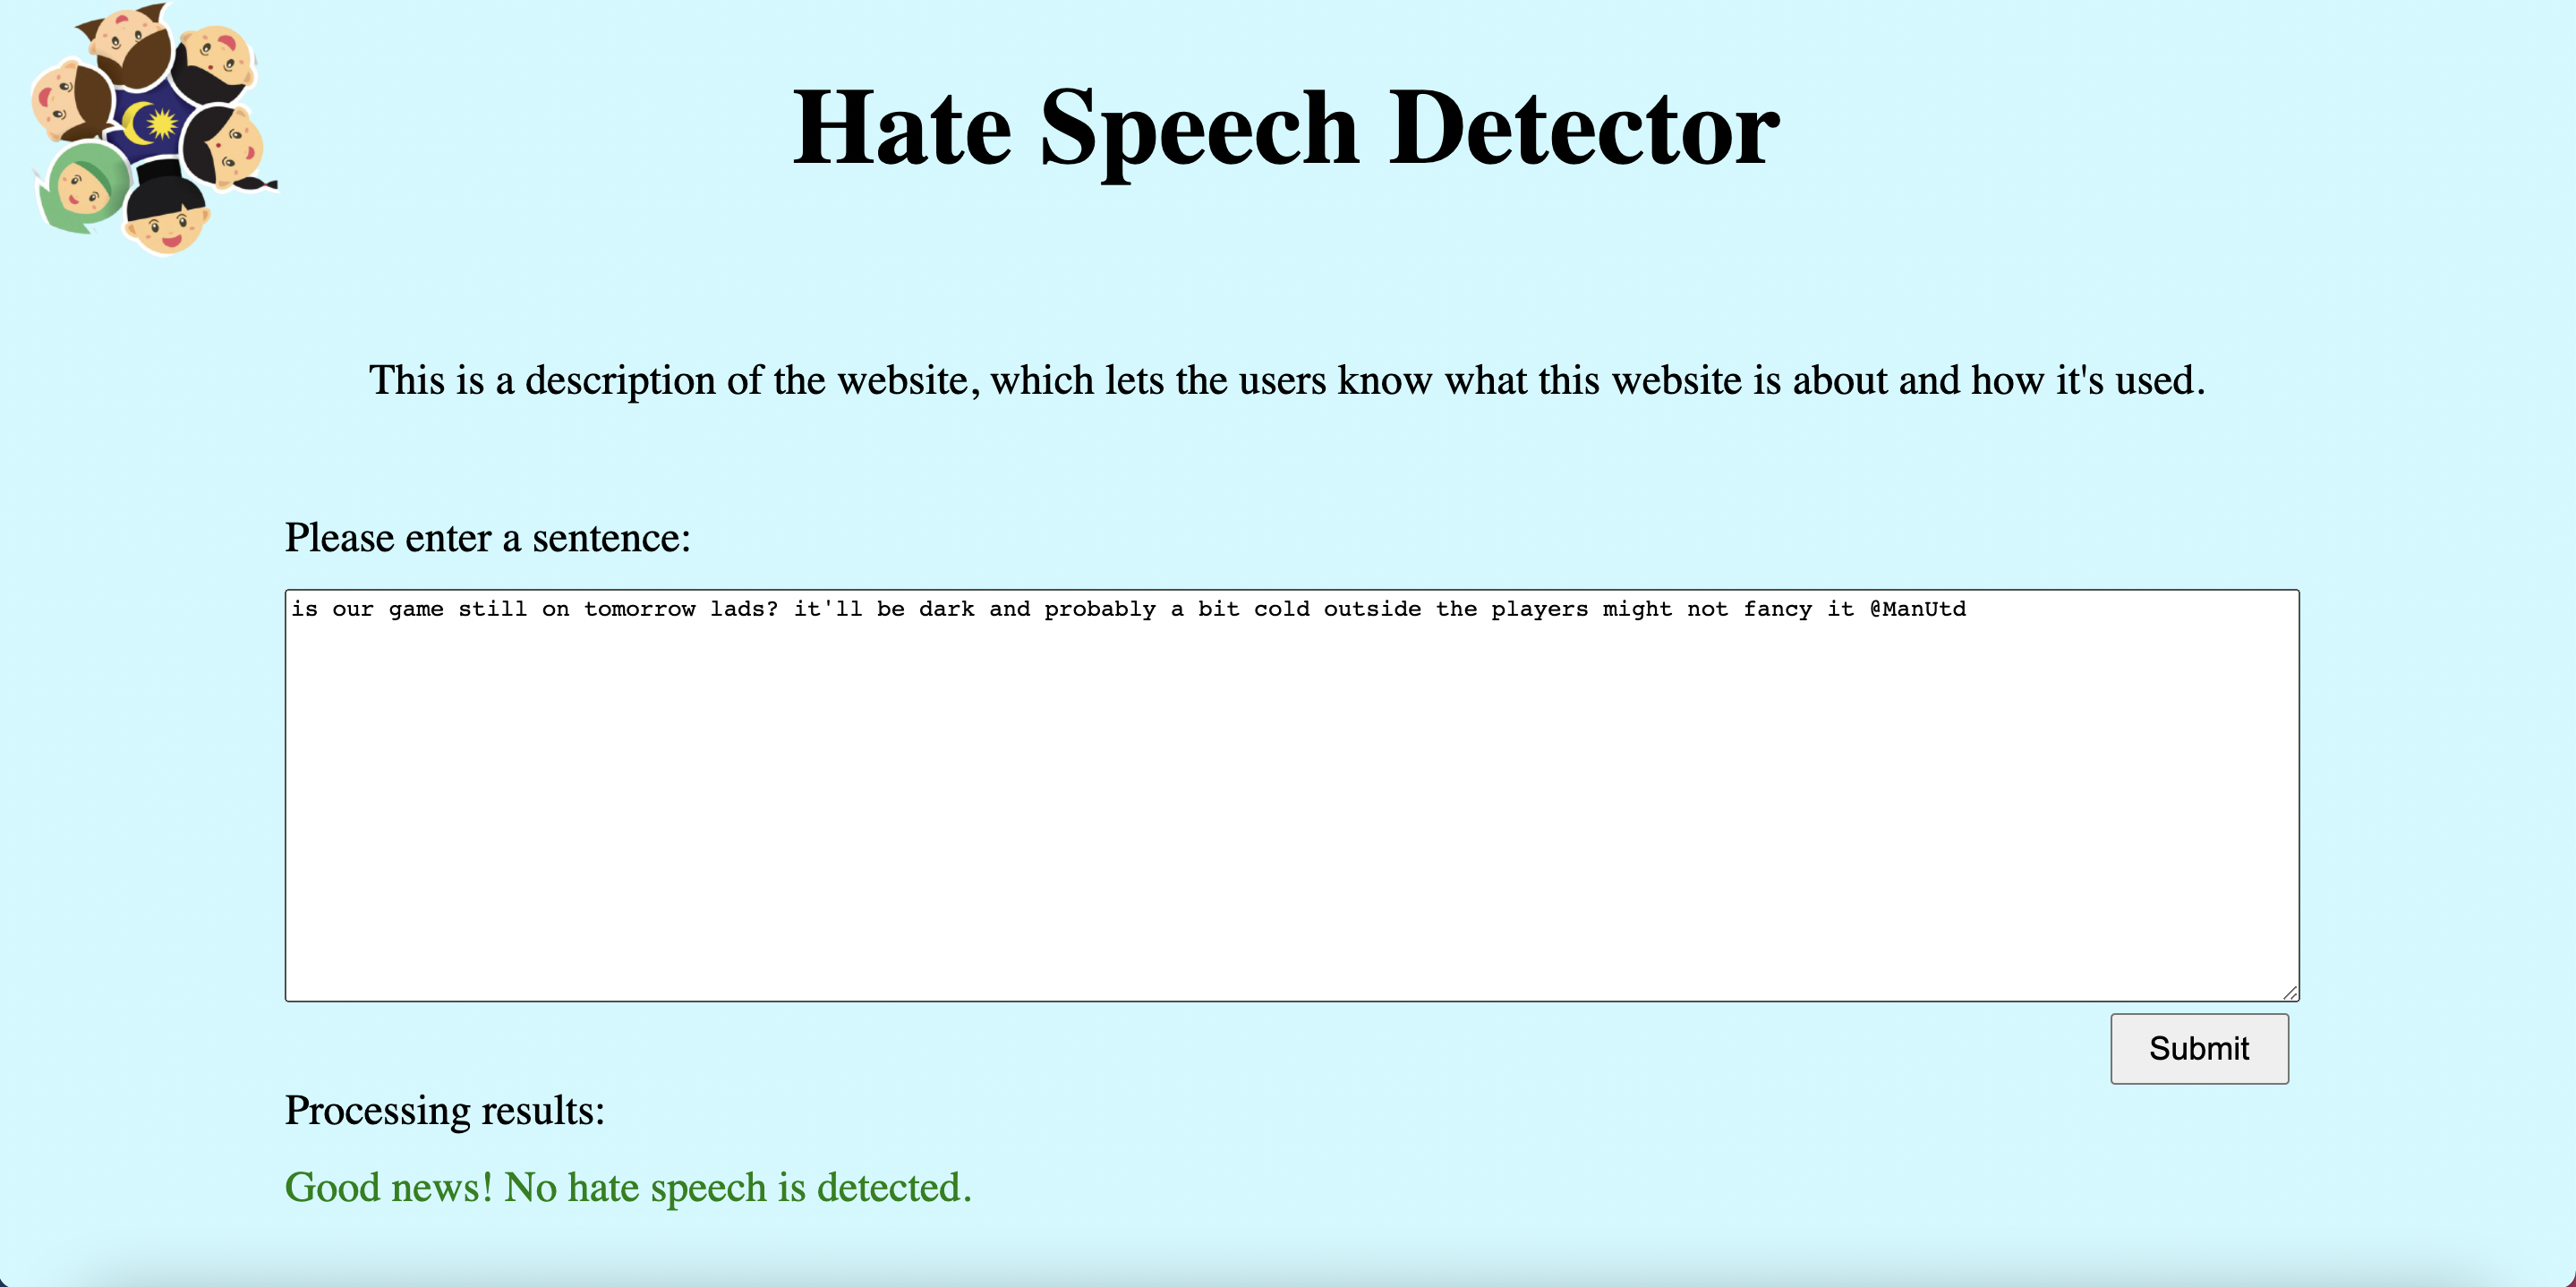 Hate Speech Detector
This is a description of the website, which lets the users know what this website is about and how it's used.
Please enter a sentence:
is our game still on tomorrow lads? it'll be dark and probably a bit cold outside the players might not fancy it @ManUtd
Submit
Processing results:
Good news! No hate speech is detected.